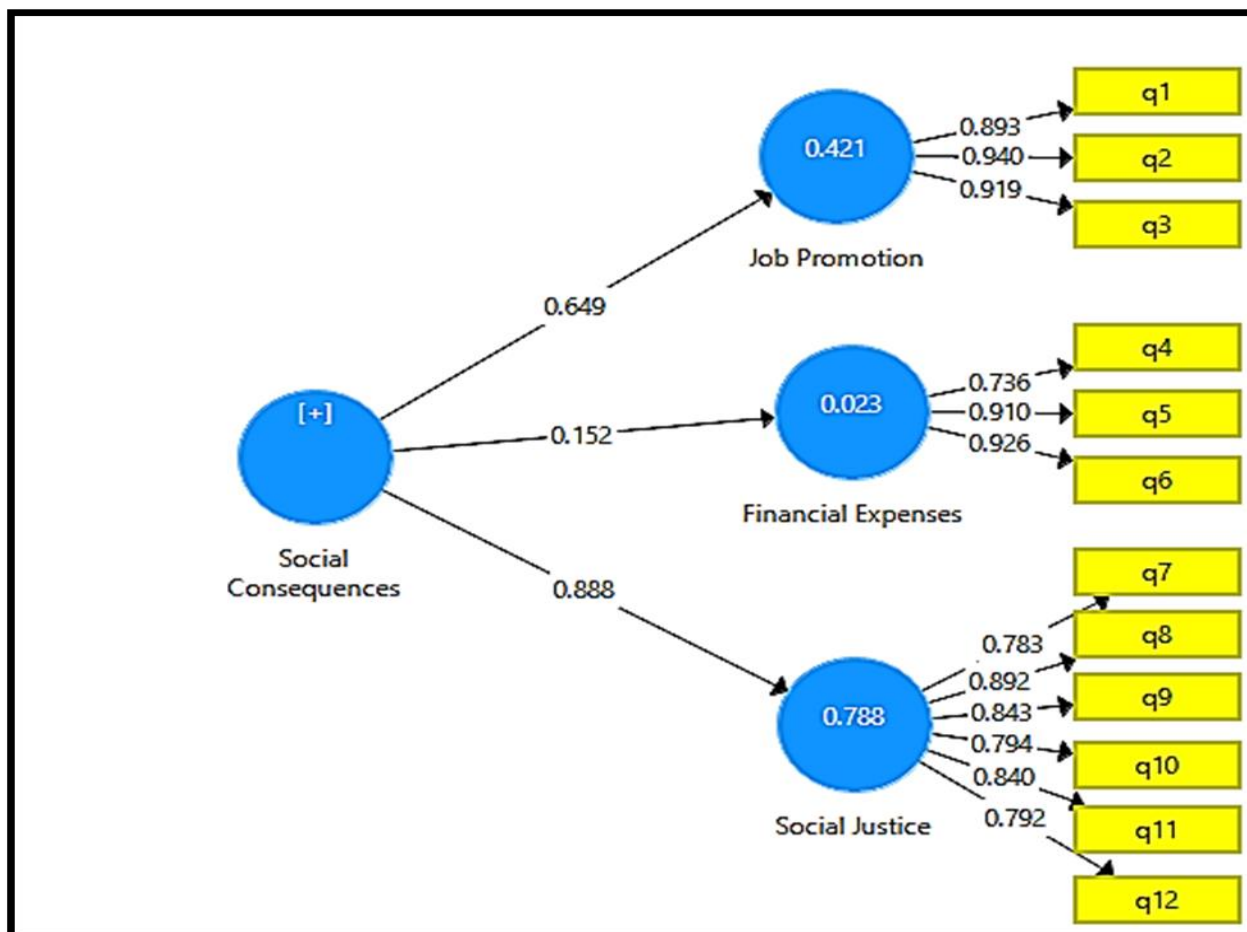 q1
0.893
0.421
0.940
q2
0.919
q3
Job Promotion
0.649
q4
0.736
0.023
0.910
q5
0.926
q6
Financial Expenses
[+]
0.152
Social
Consequences
0.888
q7
0.783
q8
0.892
0.788
0.843
q9
0.794
q10
0.840
q11
0.792
q12
Social Justice